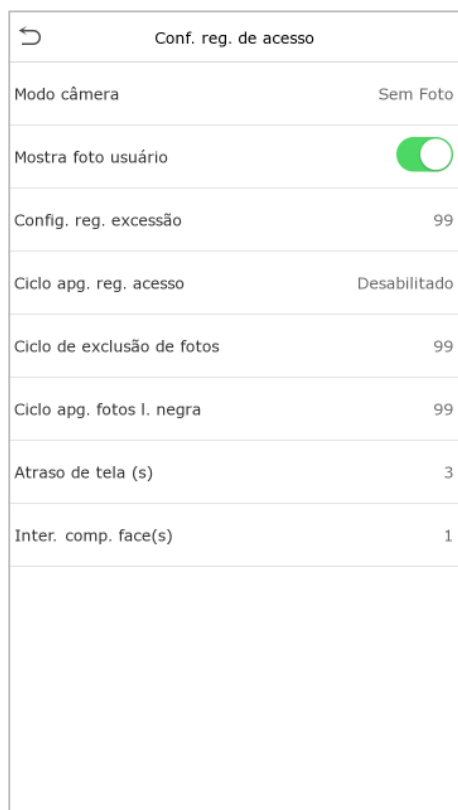 Conf. reg. de acesso
Modo câmera Sem Foto
Mostra foto usuário
Config. reg. excessão 99
Ciclo apg. reg. acesso Desabilitado
Ciclo de exclusão de fotos 99
Ciclo apg. fotos l. negra 99
Atraso de tela (s) 3
Inter. comp. face(s) 1